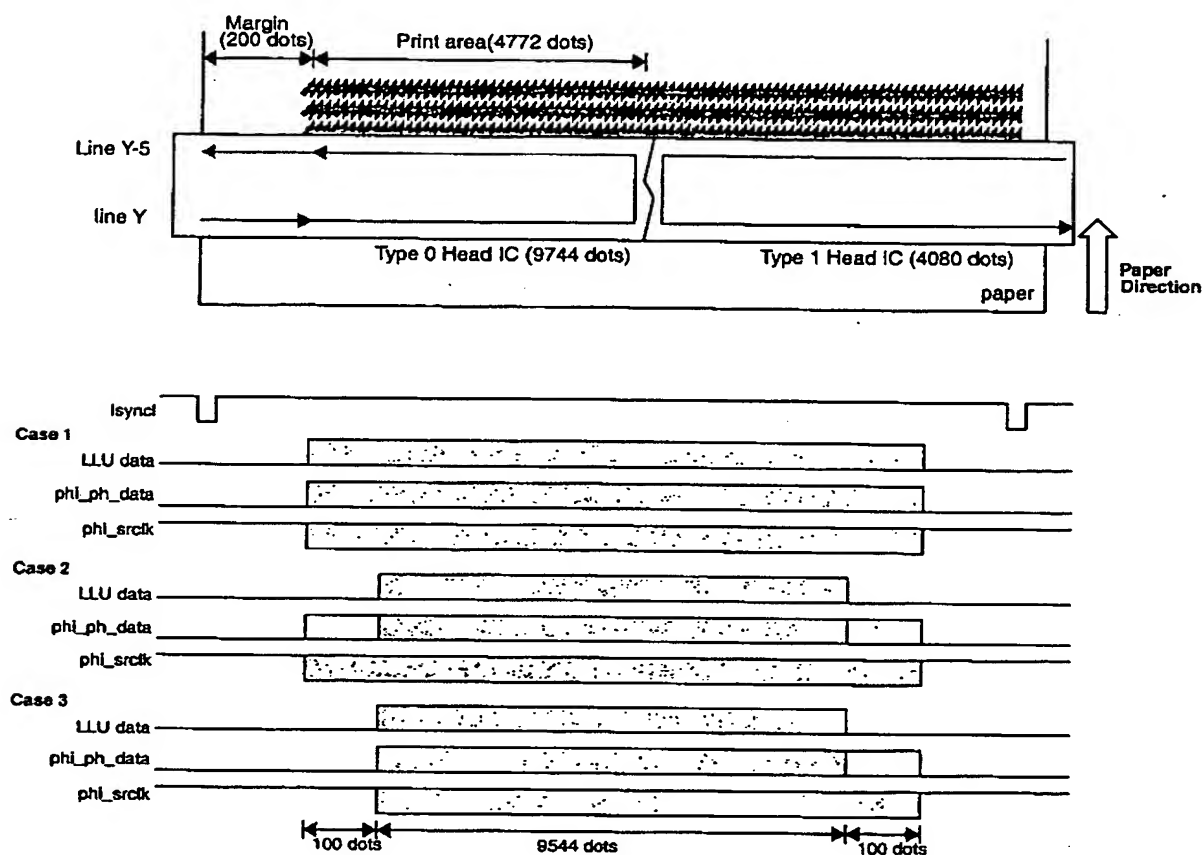 Margin
(200 dots)
Print area(4772 dots)
Line Y-5
line Y
Type 0 Head IC (9744 dots)
Type 1 Head IC (4080 dots)
Paper
Direction
paper
lsyncl
Case 1
LLU data
phi_ph_data
phi_srclk
Case 2
LLU data
phi_ph_data
phi_srclk
Case 3
LLU data
phi_ph_data
phi_srclk
100 dots
9544 dots
100 dots